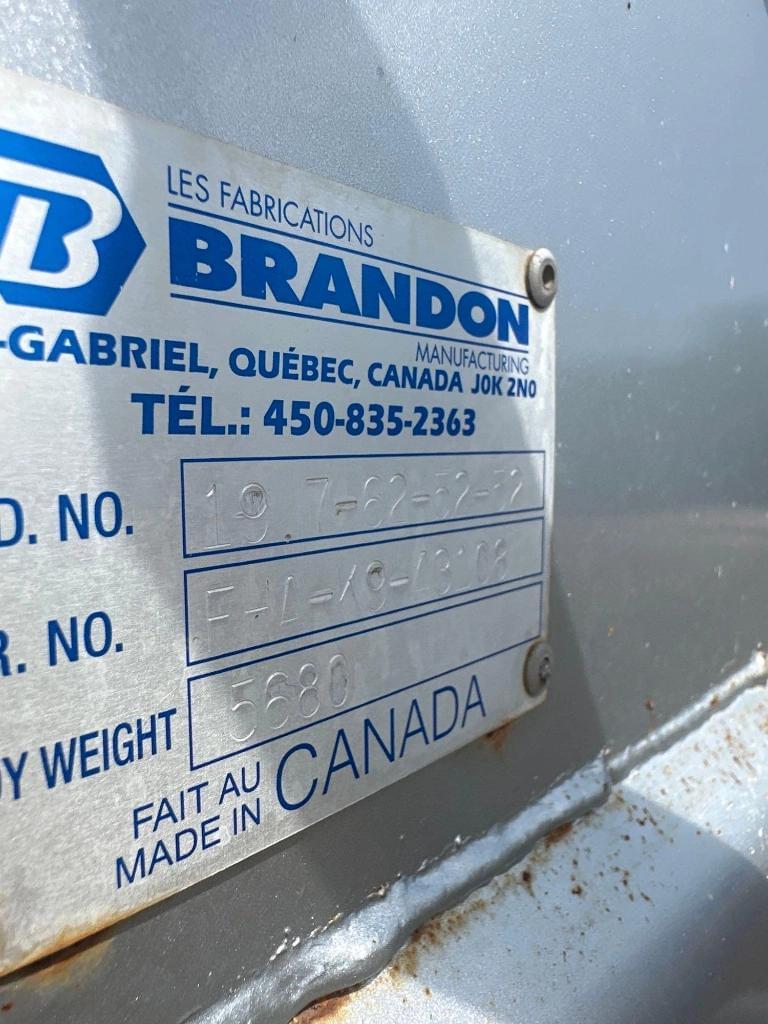 B
LES FABRICATIONS
BRANDON
MANUFACTURING
-GABRIEL, QUÉBEC, CANADA J0K 2N0
TÉL.: 450-835-2363
D. NO.
R. NO.
DY WEIGHT 5680
FAIT AU
MADE IN CANADA